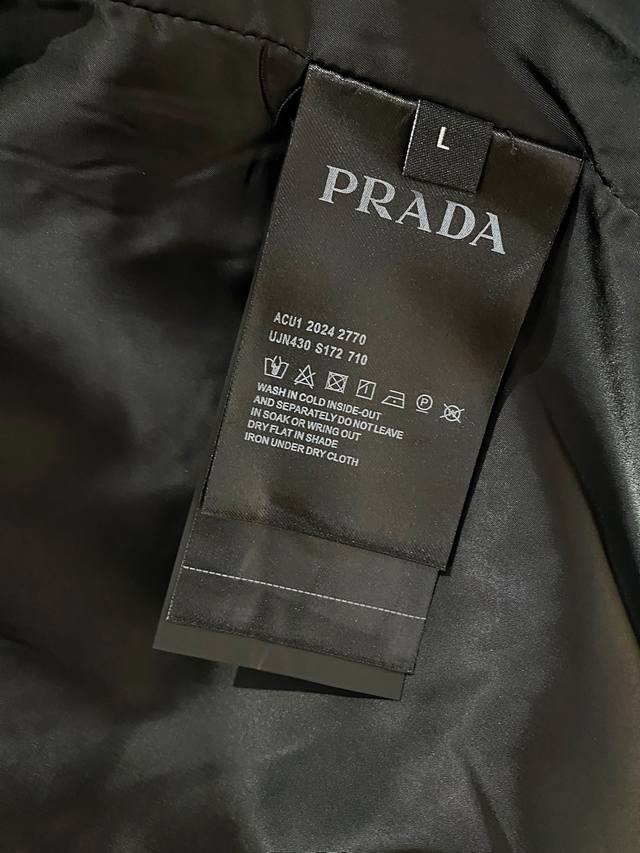 L
PRADA
ACU1 2024 2770
UJN430 S172 710
WASH IN COLD INSIDE-OUT
AND SEPARATELY DO NOT LEAVE
IN SOAK OR WRING OUT
DRY FLAT IN SHADE
IRON UNDER DRY CLOTH